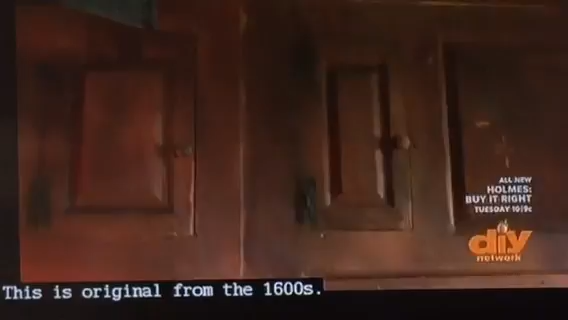 ALL NEW
HOLMES:
BUY IT RIGHT
TUESDAY 10|9c
diy
network
This is original from the 1600s.